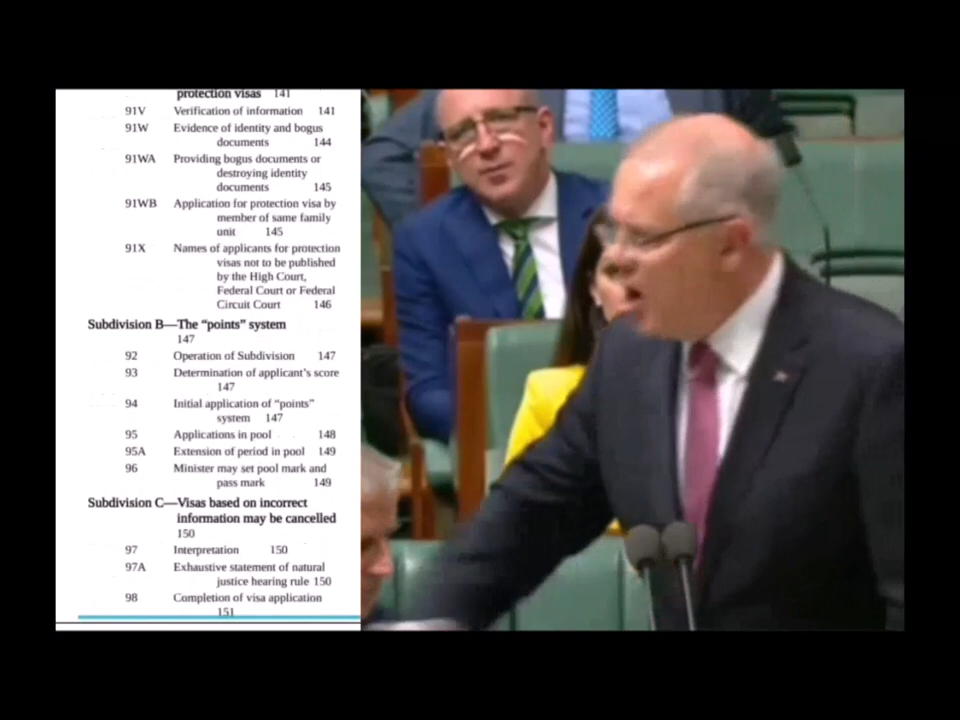 protection visas 141
91V Verification of information 141
91W Evidence of identity and bogus
documents 144
91WA Providing bogus documents or
destroying identity
documents 145
91WB Application for protection visa by
member of same family
unit 145
91X Names of applicants for protection
visas not to be published
by the High Court,
Federal Court or Federal
Circuit Court 146
Subdivision B—The “points” system
147
92 Operation of Subdivision 147
93 Determination of applicant’s score
147
94 Initial application of “points”
system 147
95 Applications in pool 148
95A Extension of period in pool 149
96 Minister may set pool mark and
pass mark 149
Subdivision C—Visas based on incorrect
information may be cancelled
150
97 Interpretation 150
97A Exhaustive statement of natural
justice hearing rule 150
98 Completion of visa application
151